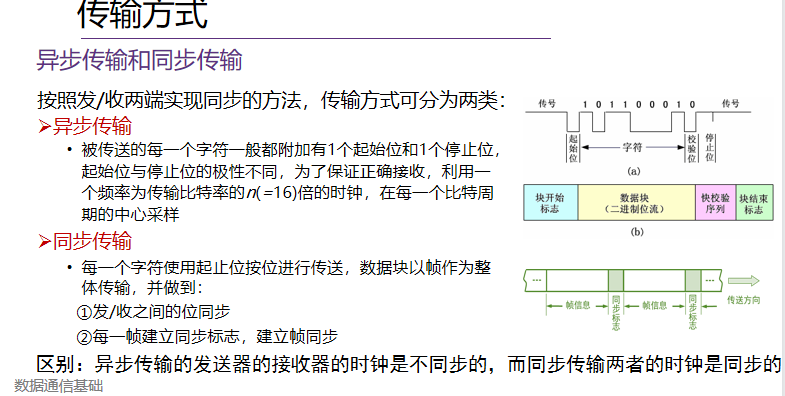 传输方式
异步传输和同步传输
按照发/收两端实现同步的方法，传输方式可分为两类：
➢异步传输
• 被传送的每一个字符一般都附加有1个起始位和1个停止位，
起始位与停止位的极性不同，为了保证正确接收，利用一
个频率为传输比特率的n(=16)倍的时钟，在每一个比特周
期的中心采样
➢同步传输
• 每一个字符使用起止位按位进行传送，数据块以帧作为整
体传输，并做到：
①发/收之间的位同步
②每一帧建立同步标志，建立帧同步
传号 1 0 1 1 0 0 0 1 0 传号
起始位 字符 校验位 停止位
(a)
块开始标志 数据块（二进制位流） 快校验序列 块结束标志
(b)
··· ···
帧信息 同步标志 帧信息 同步标志 传送方向
区别：异步传输的发送器的接收器的时钟是不同步的，而同步传输两者的时钟是同步的
数据通信基础